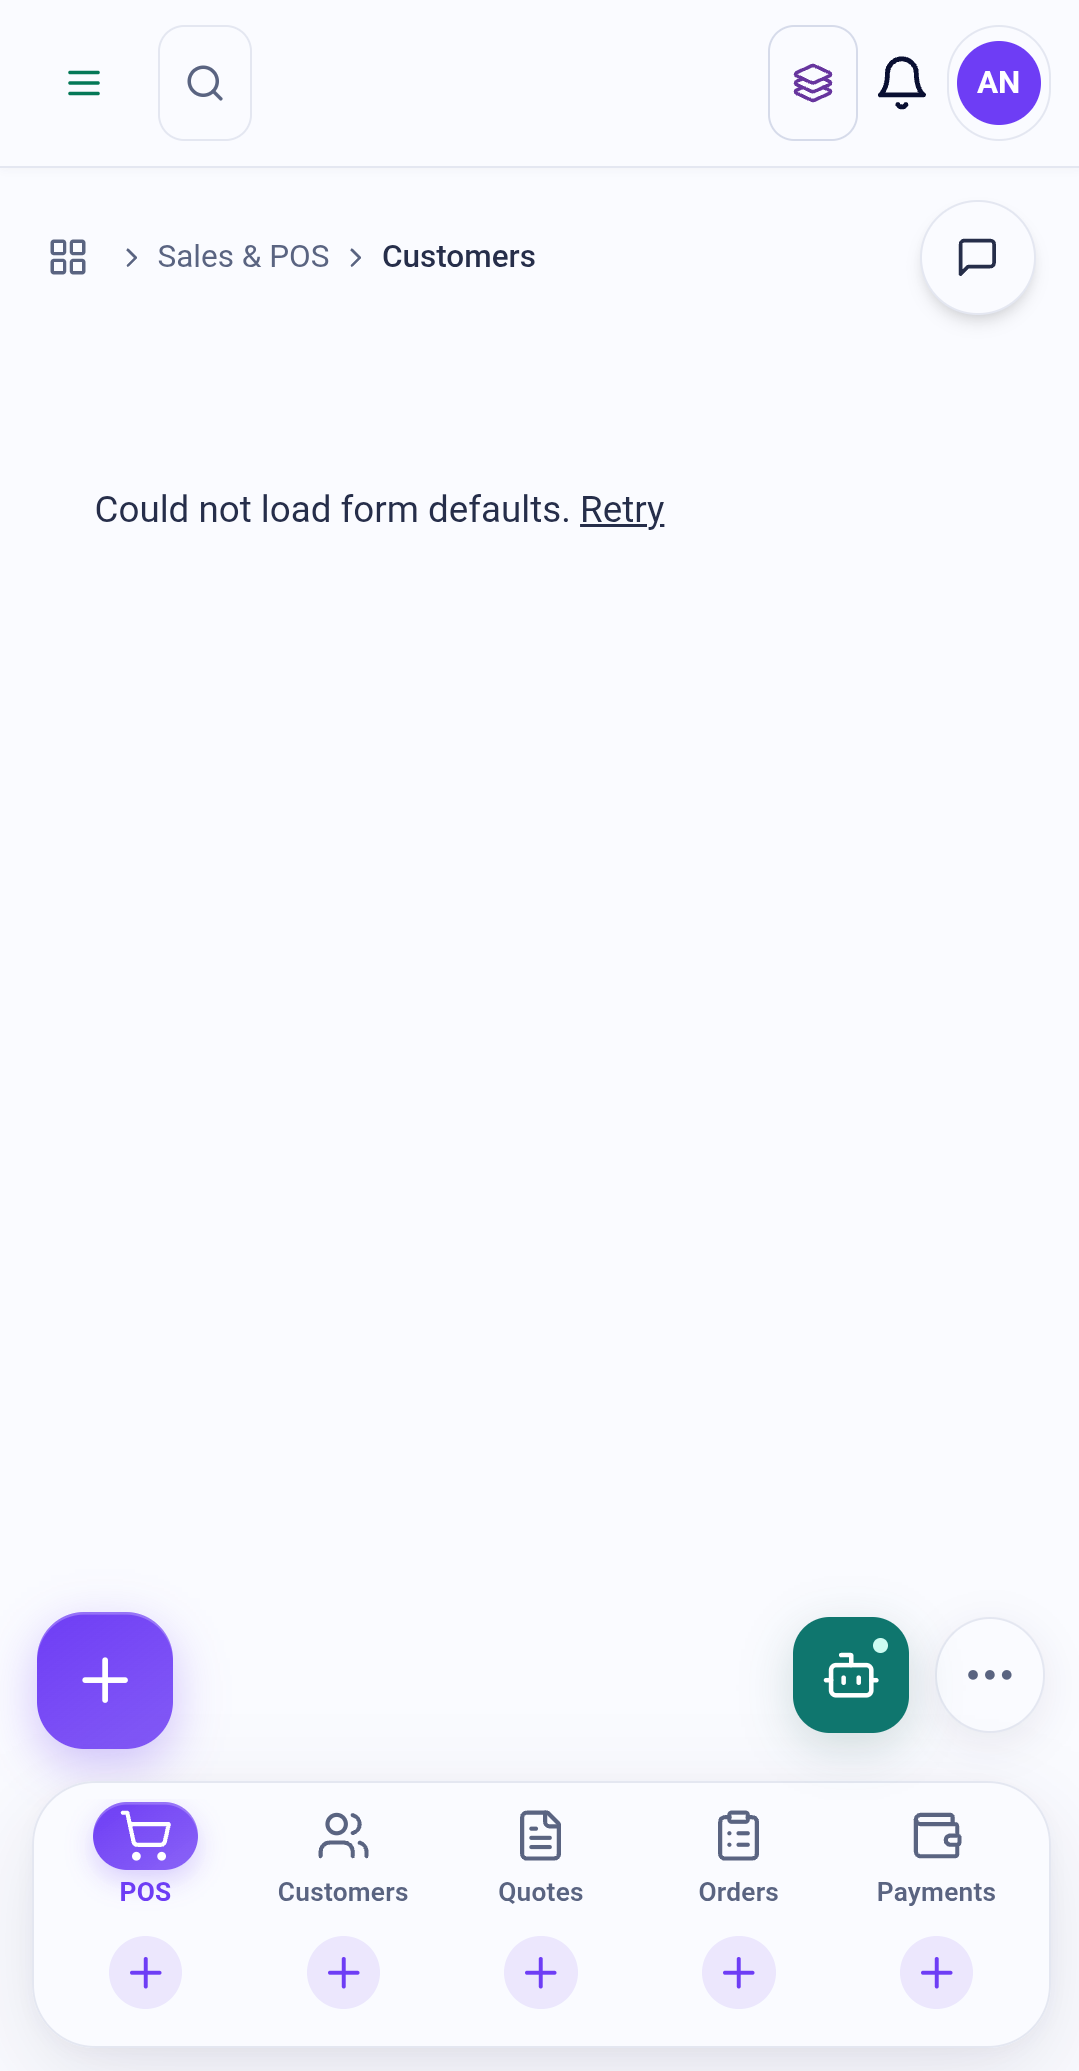 AN
Sales & POS
Customers
Could not load form defaults. Retry
POS
Customers
Quotes
Orders
Payments